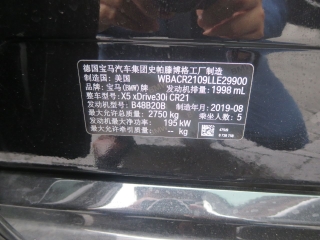 德国宝马汽车集团史帕滕博格工厂制造
制造国: 美国 WBACR2109LLE29900
品牌: 宝马(BMW)牌 发动机排量: 1998 mL
整车型号: X5 xDrive30i CR21
发动机型号: B48B20B 制造年月: 2019-08
最大允许总质量: 2750 kg 乘坐人数: 5
发动机最大净功率: 195 kW
最大允许牵引质量: -- kg